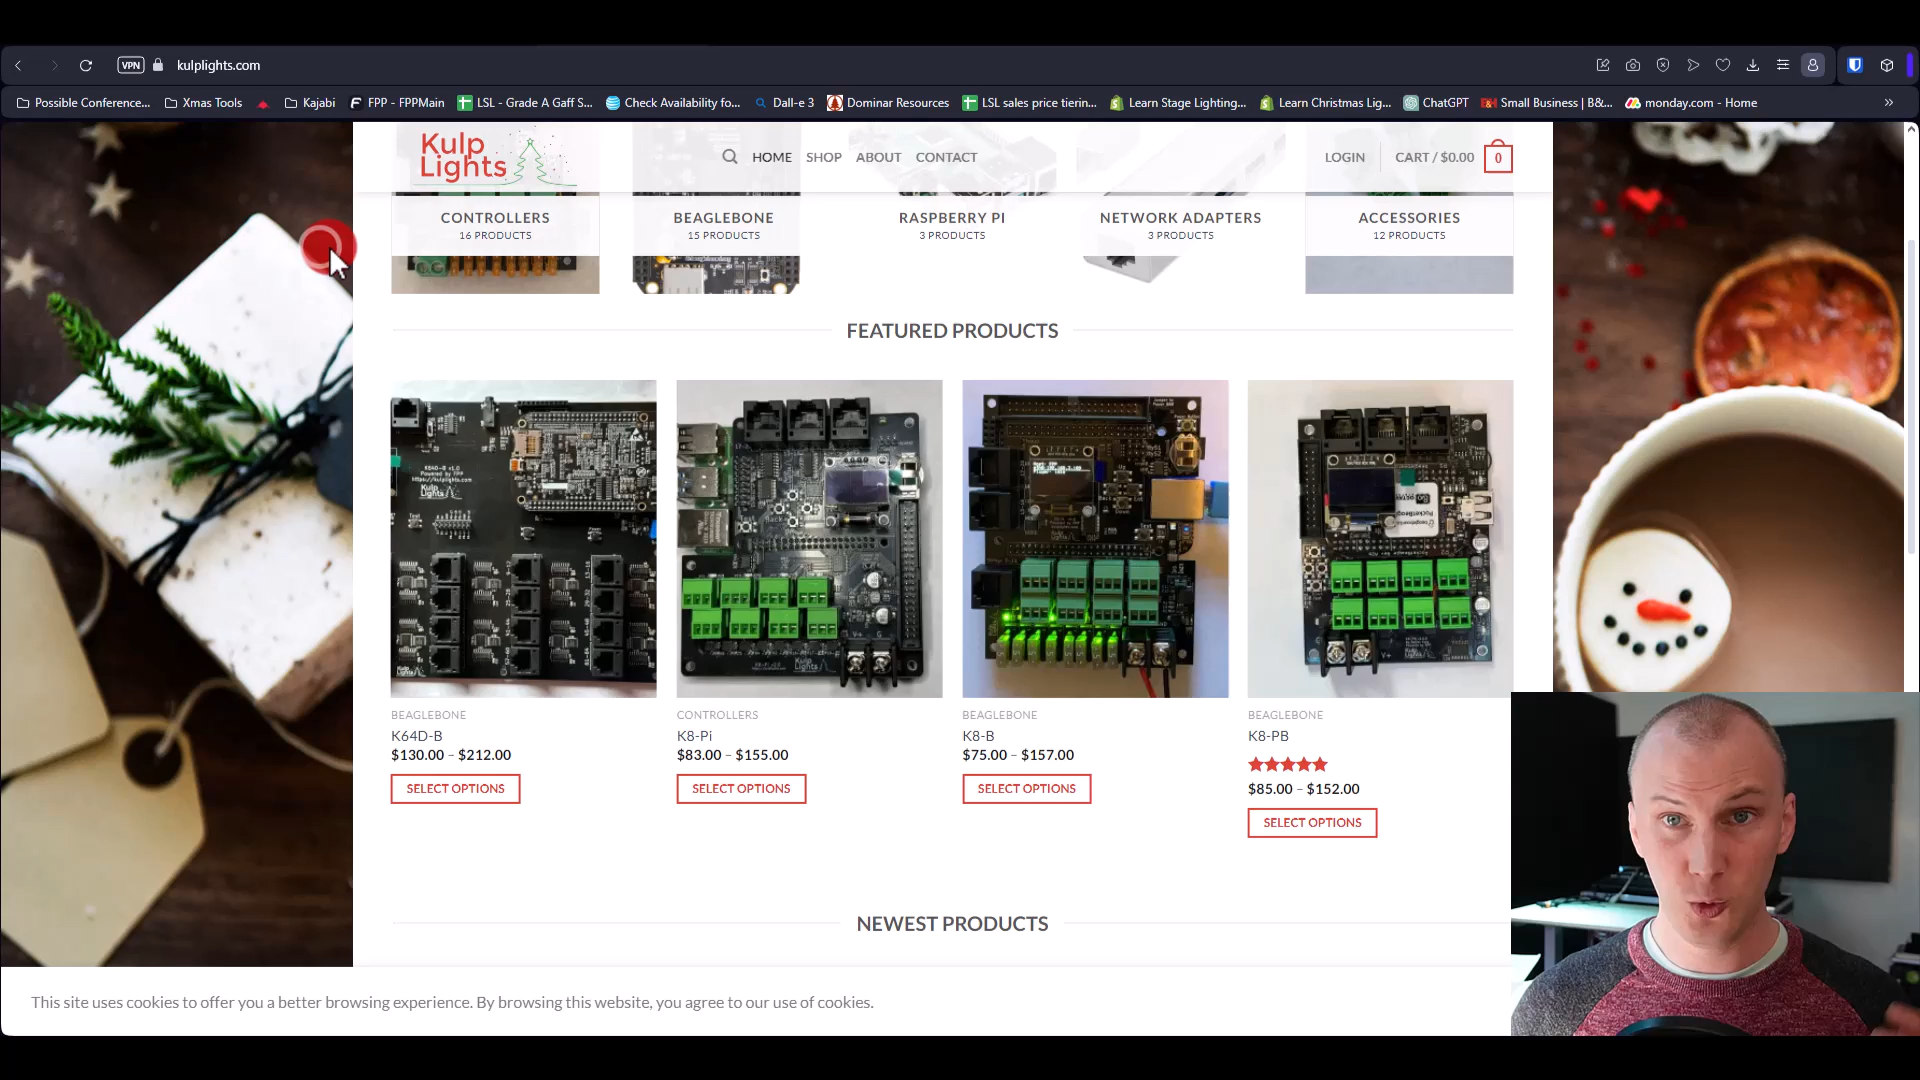 VPN
kulplights.com
Possible Conference...
Xmas Tools
Kajabi
FPP - FPPMain
LSL - Grade A Gaff S...
Check Availability fo...
Dall-e 3
Dominar Resources
LSL sales price tierin...
Learn Stage Lighting...
Learn Christmas Lig...
ChatGPT
Small Business | B&...
monday.com - Home
Kulp
Lights
HOME
SHOP
ABOUT
CONTACT
LOGIN
CART / $0.00
0
CONTROLLERS
16 PRODUCTS
BEAGLEBONE
15 PRODUCTS
RASPBERRY PI
3 PRODUCTS
NETWORK ADAPTERS
3 PRODUCTS
ACCESSORIES
12 PRODUCTS
FEATURED PRODUCTS
BEAGLEBONE
K64D-B
$130.00 – $212.00
SELECT OPTIONS
CONTROLLERS
K8-Pi
$83.00 – $155.00
SELECT OPTIONS
BEAGLEBONE
K8-B
$75.00 – $157.00
SELECT OPTIONS
BEAGLEBONE
K8-PB
$85.00 – $152.00
SELECT OPTIONS
NEWEST PRODUCTS
This site uses cookies to offer you a better browsing experience. By browsing this website, you agree to our use of cookies.